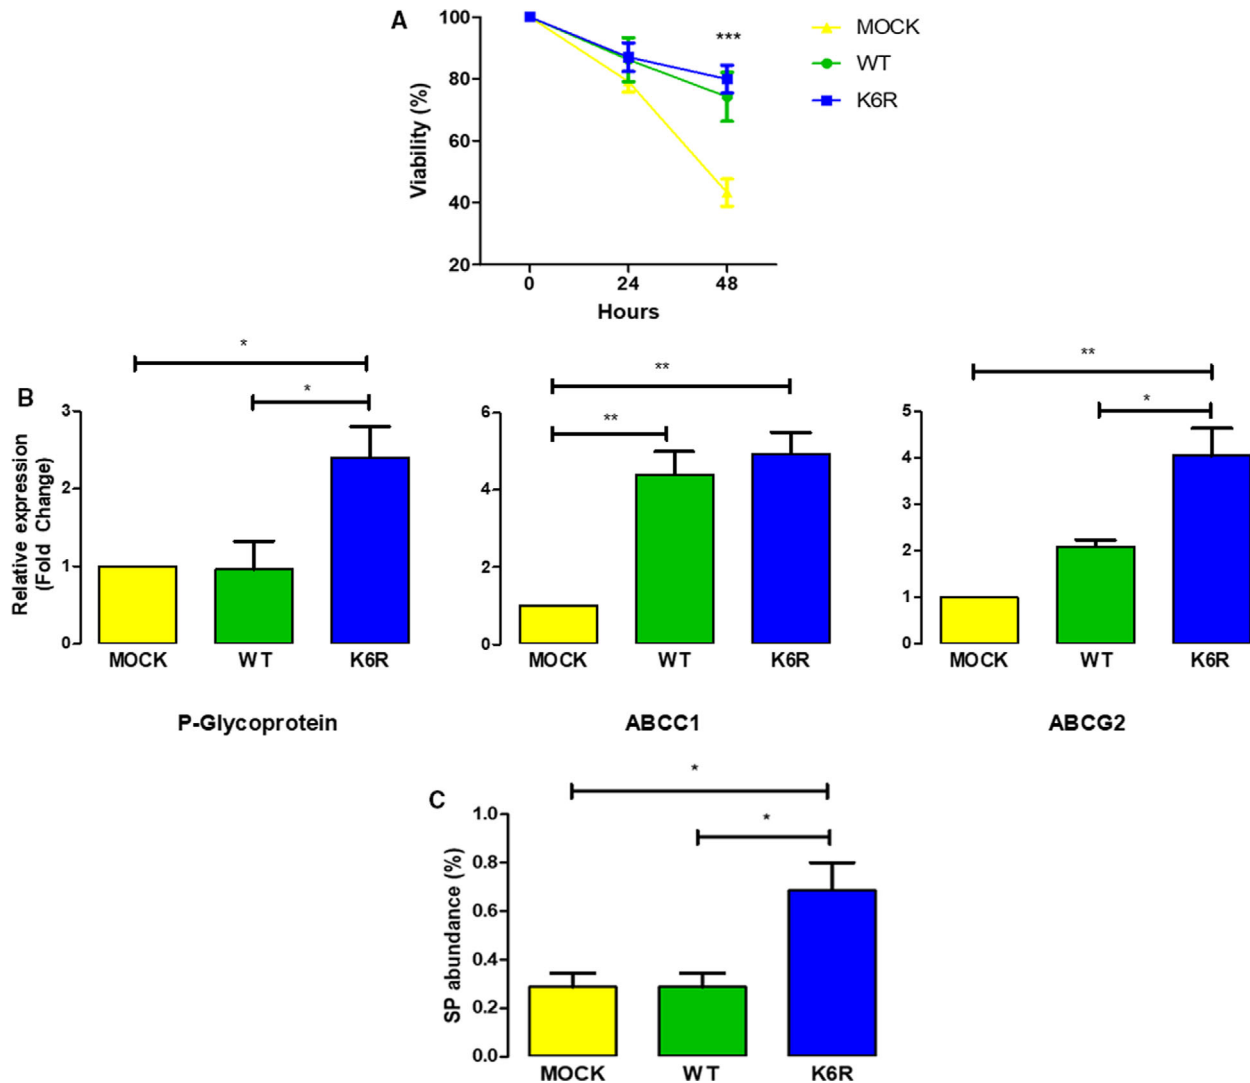 A
100
80
60
40
20
Viability (%)
0 24 48
Hours
***
MOCK
WT
K6R
B
Relative expression
(Fold Change)
3
2
1
0
*
*
MOCK WT K6R
P-Glycoprotein
6
4
2
0
**
**
MOCK WT K6R
ABCC1
5
4
3
2
1
0
**
*
MOCK WT K6R
ABCG2
C
SP abundance (%)
1.0
0.8
0.6
0.4
0.2
0.0
*
*
MOCK WT K6R